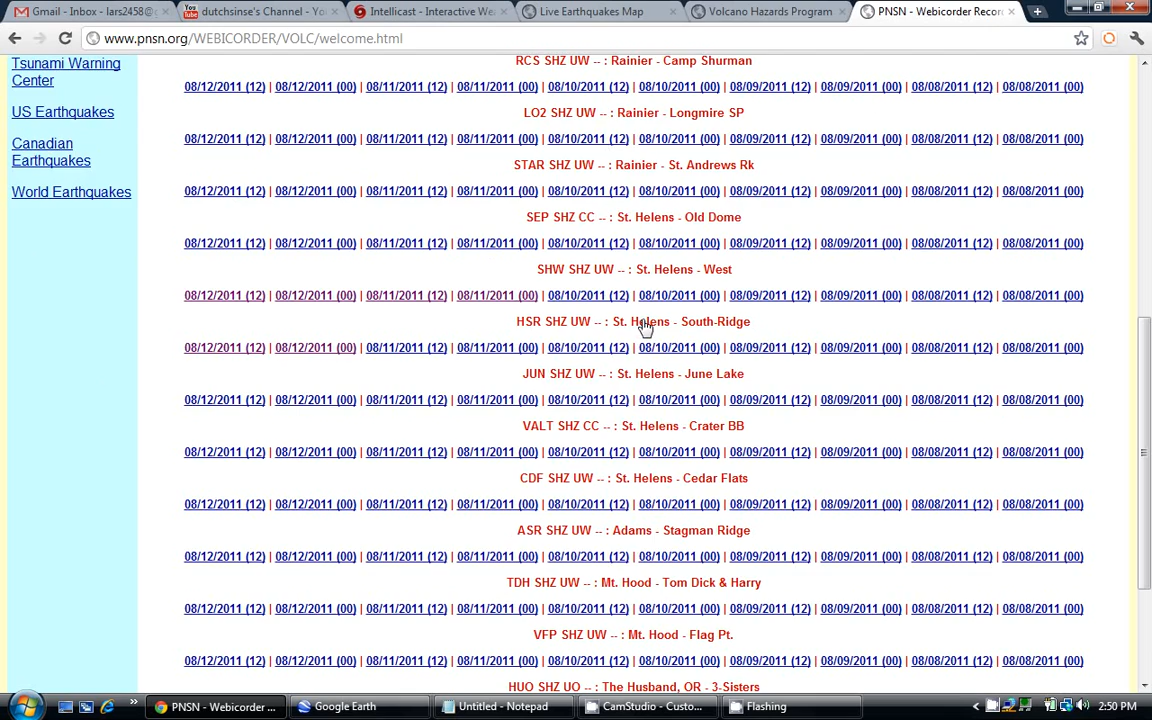 Gmail - Inbox - lars2458@g
dutchsinse's Channel - Yo
Intellicast - Interactive We
Live Earthquakes Map
Volcano Hazards Program
PNSN - Webicorder Recor
www.pnsn.org/WEBICORDER/VOLC/welcome.html
Tsunami Warning
Center
US Earthquakes
Canadian
Earthquakes
World Earthquakes
RCS SHZ UW -- : Rainier - Camp Shurman
08/12/2011 (12) | 08/12/2011 (00) | 08/11/2011 (12) | 08/11/2011 (00) | 08/10/2011 (12) | 08/10/2011 (00) | 08/09/2011 (12) | 08/09/2011 (00) | 08/08/2011 (12) | 08/08/2011 (00)
LO2 SHZ UW -- : Rainier - Longmire SP
08/12/2011 (12) | 08/12/2011 (00) | 08/11/2011 (12) | 08/11/2011 (00) | 08/10/2011 (12) | 08/10/2011 (00) | 08/09/2011 (12) | 08/09/2011 (00) | 08/08/2011 (12) | 08/08/2011 (00)
STAR SHZ UW -- : Rainier - St. Andrews Rk
08/12/2011 (12) | 08/12/2011 (00) | 08/11/2011 (12) | 08/11/2011 (00) | 08/10/2011 (12) | 08/10/2011 (00) | 08/09/2011 (12) | 08/09/2011 (00) | 08/08/2011 (12) | 08/08/2011 (00)
SEP SHZ CC -- : St. Helens - Old Dome
08/12/2011 (12) | 08/12/2011 (00) | 08/11/2011 (12) | 08/11/2011 (00) | 08/10/2011 (12) | 08/10/2011 (00) | 08/09/2011 (12) | 08/09/2011 (00) | 08/08/2011 (12) | 08/08/2011 (00)
SHW SHZ UW -- : St. Helens - West
08/12/2011 (12) | 08/12/2011 (00) | 08/11/2011 (12) | 08/11/2011 (00) | 08/10/2011 (12) | 08/10/2011 (00) | 08/09/2011 (12) | 08/09/2011 (00) | 08/08/2011 (12) | 08/08/2011 (00)
HSR SHZ UW -- : St. Helens - South-Ridge
08/12/2011 (12) | 08/12/2011 (00) | 08/11/2011 (12) | 08/11/2011 (00) | 08/10/2011 (12) | 08/10/2011 (00) | 08/09/2011 (12) | 08/09/2011 (00) | 08/08/2011 (12) | 08/08/2011 (00)
JUN SHZ UW -- : St. Helens - June Lake
08/12/2011 (12) | 08/12/2011 (00) | 08/11/2011 (12) | 08/11/2011 (00) | 08/10/2011 (12) | 08/10/2011 (00) | 08/09/2011 (12) | 08/09/2011 (00) | 08/08/2011 (12) | 08/08/2011 (00)
VALT SHZ CC -- : St. Helens - Crater BB
08/12/2011 (12) | 08/12/2011 (00) | 08/11/2011 (12) | 08/11/2011 (00) | 08/10/2011 (12) | 08/10/2011 (00) | 08/09/2011 (12) | 08/09/2011 (00) | 08/08/2011 (12) | 08/08/2011 (00)
CDF SHZ UW -- : St. Helens - Cedar Flats
08/12/2011 (12) | 08/12/2011 (00) | 08/11/2011 (12) | 08/11/2011 (00) | 08/10/2011 (12) | 08/10/2011 (00) | 08/09/2011 (12) | 08/09/2011 (00) | 08/08/2011 (12) | 08/08/2011 (00)
ASR SHZ UW -- : Adams - Stagman Ridge
08/12/2011 (12) | 08/12/2011 (00) | 08/11/2011 (12) | 08/11/2011 (00) | 08/10/2011 (12) | 08/10/2011 (00) | 08/09/2011 (12) | 08/09/2011 (00) | 08/08/2011 (12) | 08/08/2011 (00)
TDH SHZ UW -- : Mt. Hood - Tom Dick & Harry
08/12/2011 (12) | 08/12/2011 (00) | 08/11/2011 (12) | 08/11/2011 (00) | 08/10/2011 (12) | 08/10/2011 (00) | 08/09/2011 (12) | 08/09/2011 (00) | 08/08/2011 (12) | 08/08/2011 (00)
VFP SHZ UW -- : Mt. Hood - Flag Pt.
08/12/2011 (12) | 08/12/2011 (00) | 08/11/2011 (12) | 08/11/2011 (00) | 08/10/2011 (12) | 08/10/2011 (00) | 08/09/2011 (12) | 08/09/2011 (00) | 08/08/2011 (12) | 08/08/2011 (00)
HUO SHZ UO -- : The Husband, OR - 3-Sisters
PNSN - Webicorder ...
Google Earth
Untitled - Notepad
CamStudio - Custo...
Flashing
2:50 PM